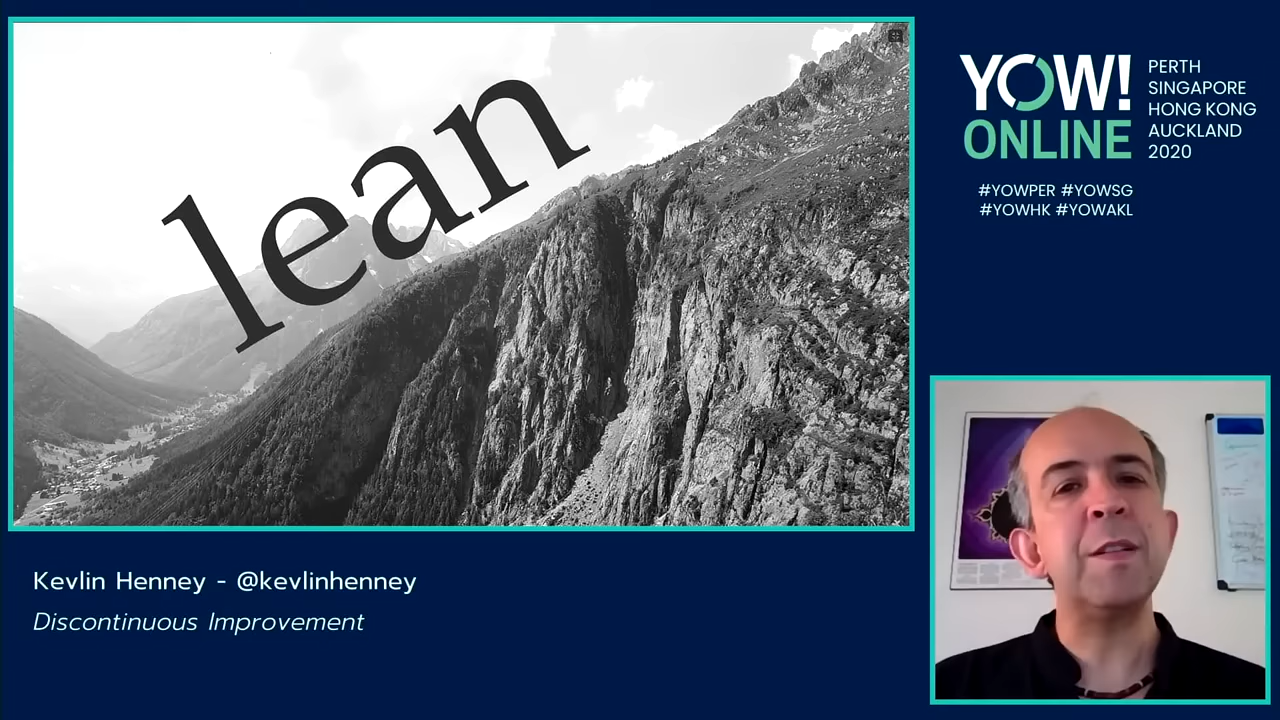 lean
YOW!
ONLINE
PERTH
SINGAPORE
HONG KONG
AUCKLAND
2020
#YOWPER #YOWSG
#YOWHK #YOWAKL
Kevlin Henney - @kevlinhenney
Discontinuous Improvement